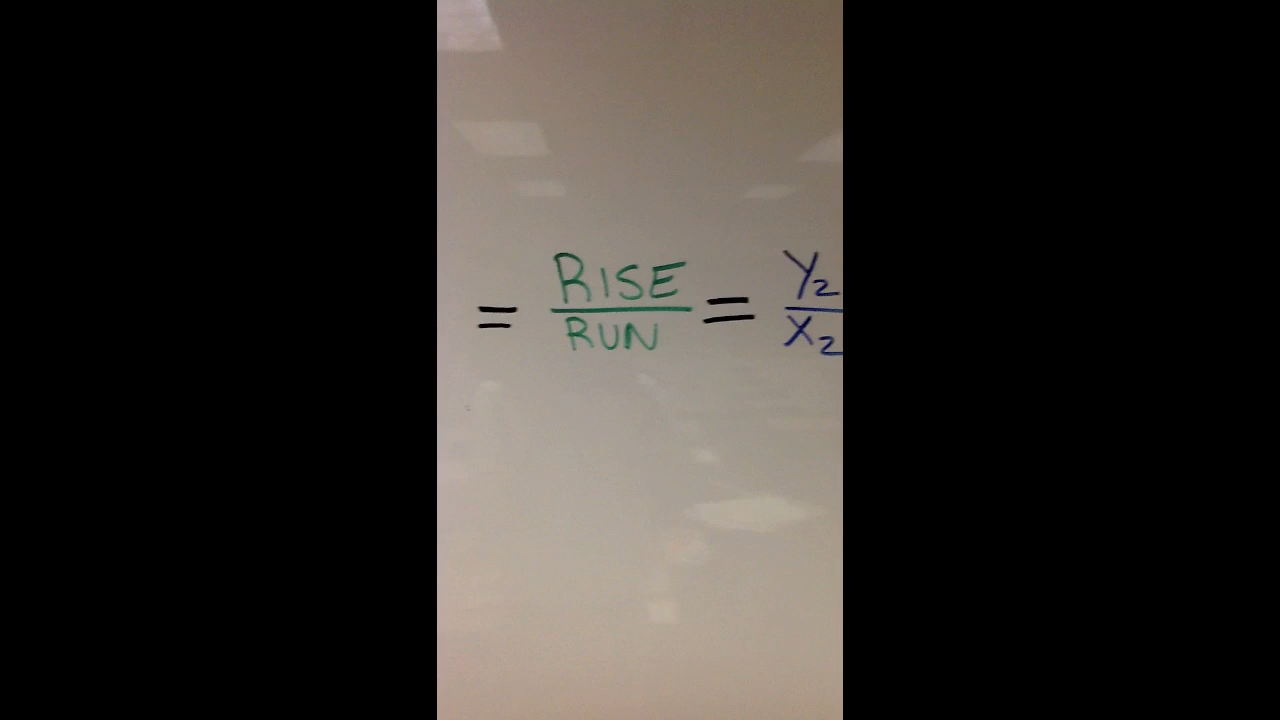 = RISE / RUN = Y₂ / X₂